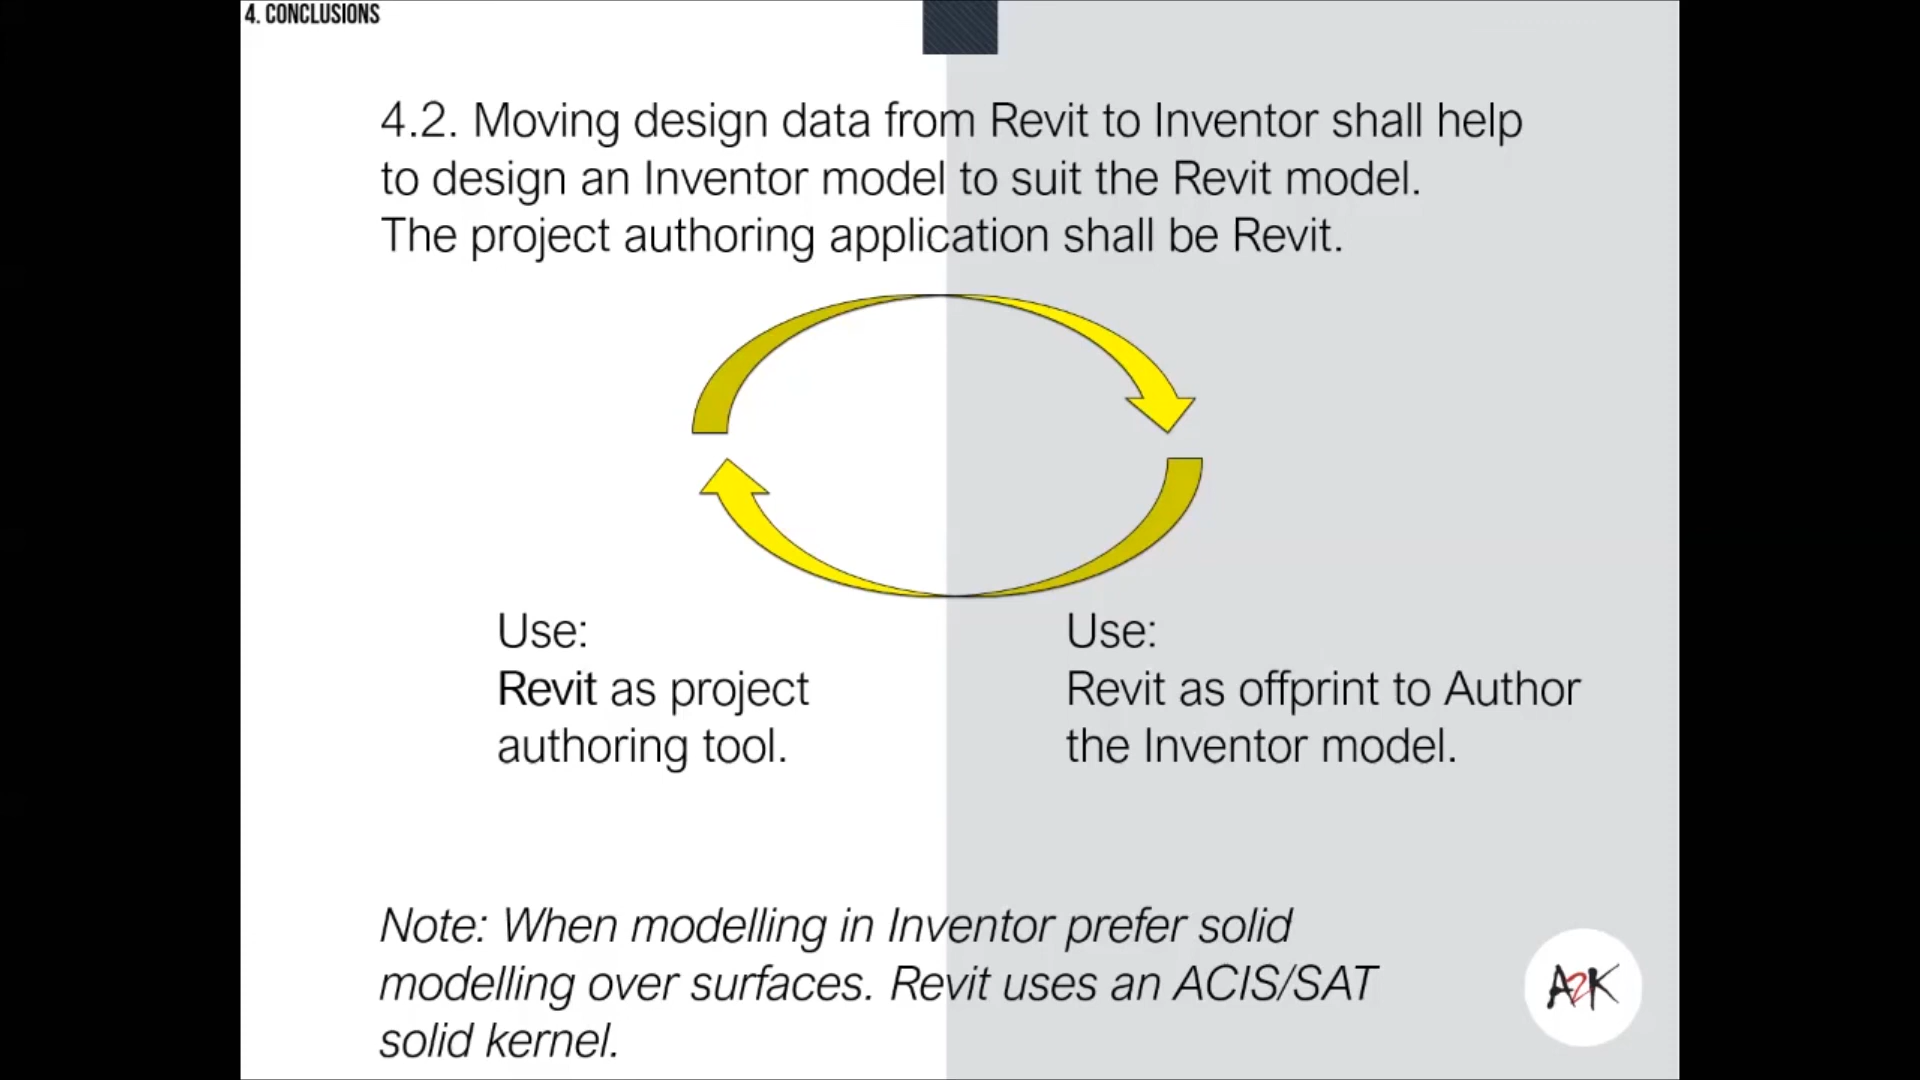 4. CONCLUSIONS
4.2. Moving design data from Revit to Inventor shall help
to design an Inventor model to suit the Revit model.
The project authoring application shall be Revit.
Use:
Revit as project
authoring tool.
Use:
Revit as offprint to Author
the Inventor model.
Note: When modelling in Inventor prefer solid
modelling over surfaces. Revit uses an ACIS/SAT
solid kernel.
A2K